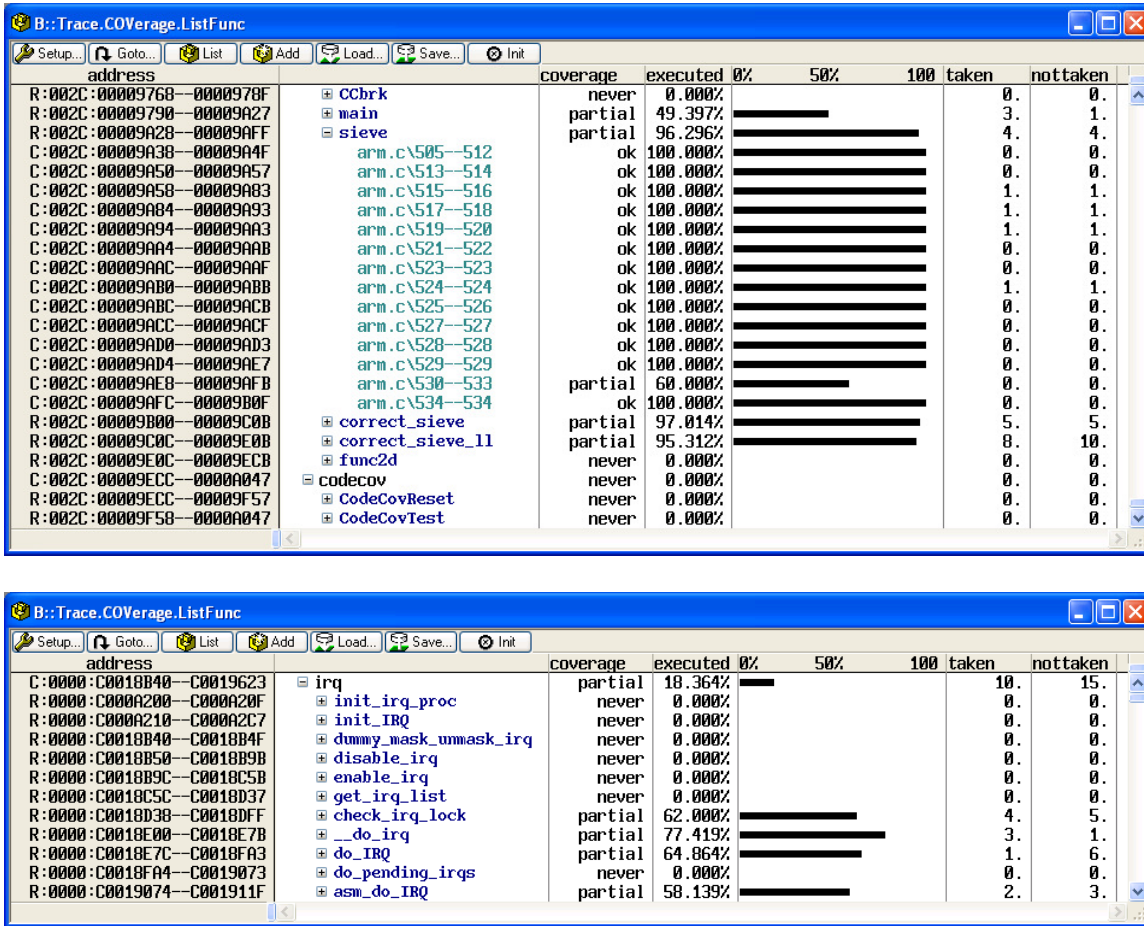 B::Trace.COVerage.ListFunc
Setup... Goto... List Add Load... Save... Init
address coverage executed 0% 50% 100 taken nottaken
R:002C:00009768--0000978F CCbrk never 0.000% 0. 0.
R:002C:00009790--00009A27 main partial 49.397% 3. 1.
R:002C:00009A28--00009AFF sieve partial 96.296% 4. 4.
C:002C:00009A38--00009A4F arm.c\505--512 ok 100.000% 0. 0.
C:002C:00009A50--00009A57 arm.c\513--514 ok 100.000% 0. 0.
C:002C:00009A58--00009A83 arm.c\515--516 ok 100.000% 1. 1.
C:002C:00009A84--00009A93 arm.c\517--518 ok 100.000% 1. 1.
C:002C:00009A94--00009AA3 arm.c\519--520 ok 100.000% 1. 1.
C:002C:00009AA4--00009AAB arm.c\521--522 ok 100.000% 0. 0.
C:002C:00009AAC--00009AAF arm.c\523--523 ok 100.000% 0. 0.
C:002C:00009AB0--00009ABB arm.c\524--524 ok 100.000% 1. 1.
C:002C:00009ABC--00009ACB arm.c\525--526 ok 100.000% 0. 0.
C:002C:00009ACC--00009ACF arm.c\527--527 ok 100.000% 0. 0.
C:002C:00009AD0--00009AD3 arm.c\528--528 ok 100.000% 0. 0.
C:002C:00009AD4--00009AE7 arm.c\529--529 ok 100.000% 0. 0.
C:002C:00009AE8--00009AFB arm.c\530--533 partial 60.000% 0. 0.
C:002C:00009AFC--00009B0F arm.c\534--534 ok 100.000% 0. 0.
R:002C:00009B00--00009C0B correct_sieve partial 97.014% 5. 5.
R:002C:00009C0C--00009E0B correct_sieve_ll partial 95.312% 8. 10.
R:002C:00009E0C--00009ECB func2d never 0.000% 0. 0.
C:002C:00009ECC--0000A047 codecov never 0.000% 0. 0.
R:002C:00009ECC--00009F57 CodeCovReset never 0.000% 0. 0.
R:002C:00009F58--0000A047 CodeCovTest never 0.000% 0. 0.
B::Trace.COVerage.ListFunc
Setup... Goto... List Add Load... Save... Init
address coverage executed 0% 50% 100 taken nottaken
C:0000:C0018B40--C0019623 irq partial 18.364% 10. 15.
R:0000:C000A200--C000A20F init_irq_proc never 0.000% 0. 0.
R:0000:C000A210--C000A2C7 init_IRQ never 0.000% 0. 0.
R:0000:C0018B40--C0018B4F dummy_mask_unmask_irq never 0.000% 0. 0.
R:0000:C0018B50--C0018B9B disable_irq never 0.000% 0. 0.
R:0000:C0018B9C--C0018C5B enable_irq never 0.000% 0. 0.
R:0000:C0018C5C--C0018D37 get_irq_list never 0.000% 0. 0.
R:0000:C0018D38--C0018DFF check_irq_lock partial 62.000% 4. 5.
R:0000:C0018E00--C0018E7B __do_irq partial 77.419% 3. 1.
R:0000:C0018E7C--C0018FA3 do_IRQ partial 64.864% 1. 6.
R:0000:C0018FA4--C0019073 do_pending_irqs never 0.000% 0. 0.
R:0000:C0019074--C001911F asm_do_IRQ partial 58.139% 2. 3.